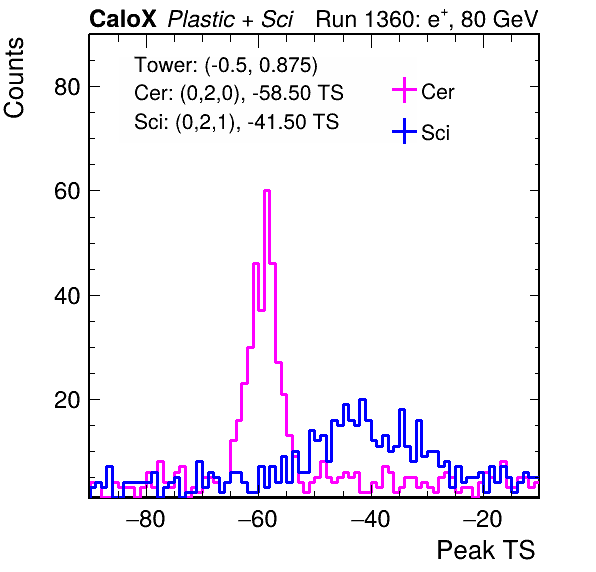 CaloX Plastic + Sci Run 1360: e+, 80 GeV
Counts
Tower: (-0.5, 0.875)
Cer: (0,2,0), -58.50 TS
Sci: (0,2,1), -41.50 TS
Cer
Sci
80
60
40
20
−80 −60 −40 −20
Peak TS